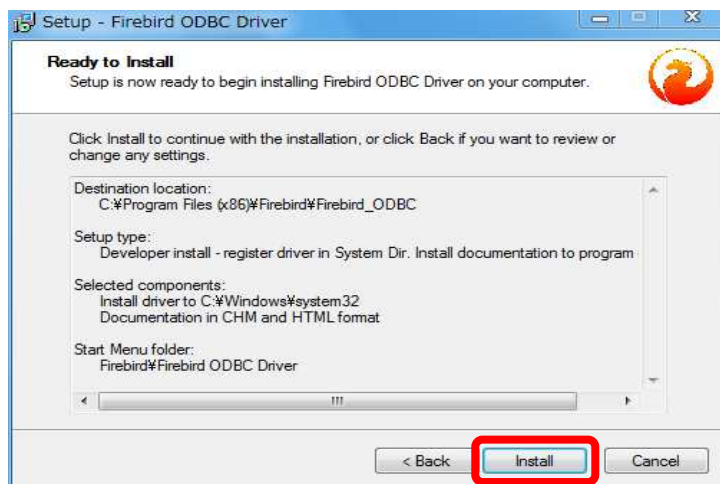 Setup - Firebird ODBC Driver
Ready to Install
Setup is now ready to begin installing Firebird ODBC Driver on your computer.
Click Install to continue with the installation, or click Back if you want to review or
change any settings.
Destination location:
C:¥Program Files (x86)¥Firebird¥Firebird_ODBC
Setup type:
Developer install - register driver in System Dir. Install documentation to program
Selected components:
Install driver to C:¥Windows¥system32
Documentation in CHM and HTML format
Start Menu folder:
Firebird¥Firebird ODBC Driver
< Back Install Cancel